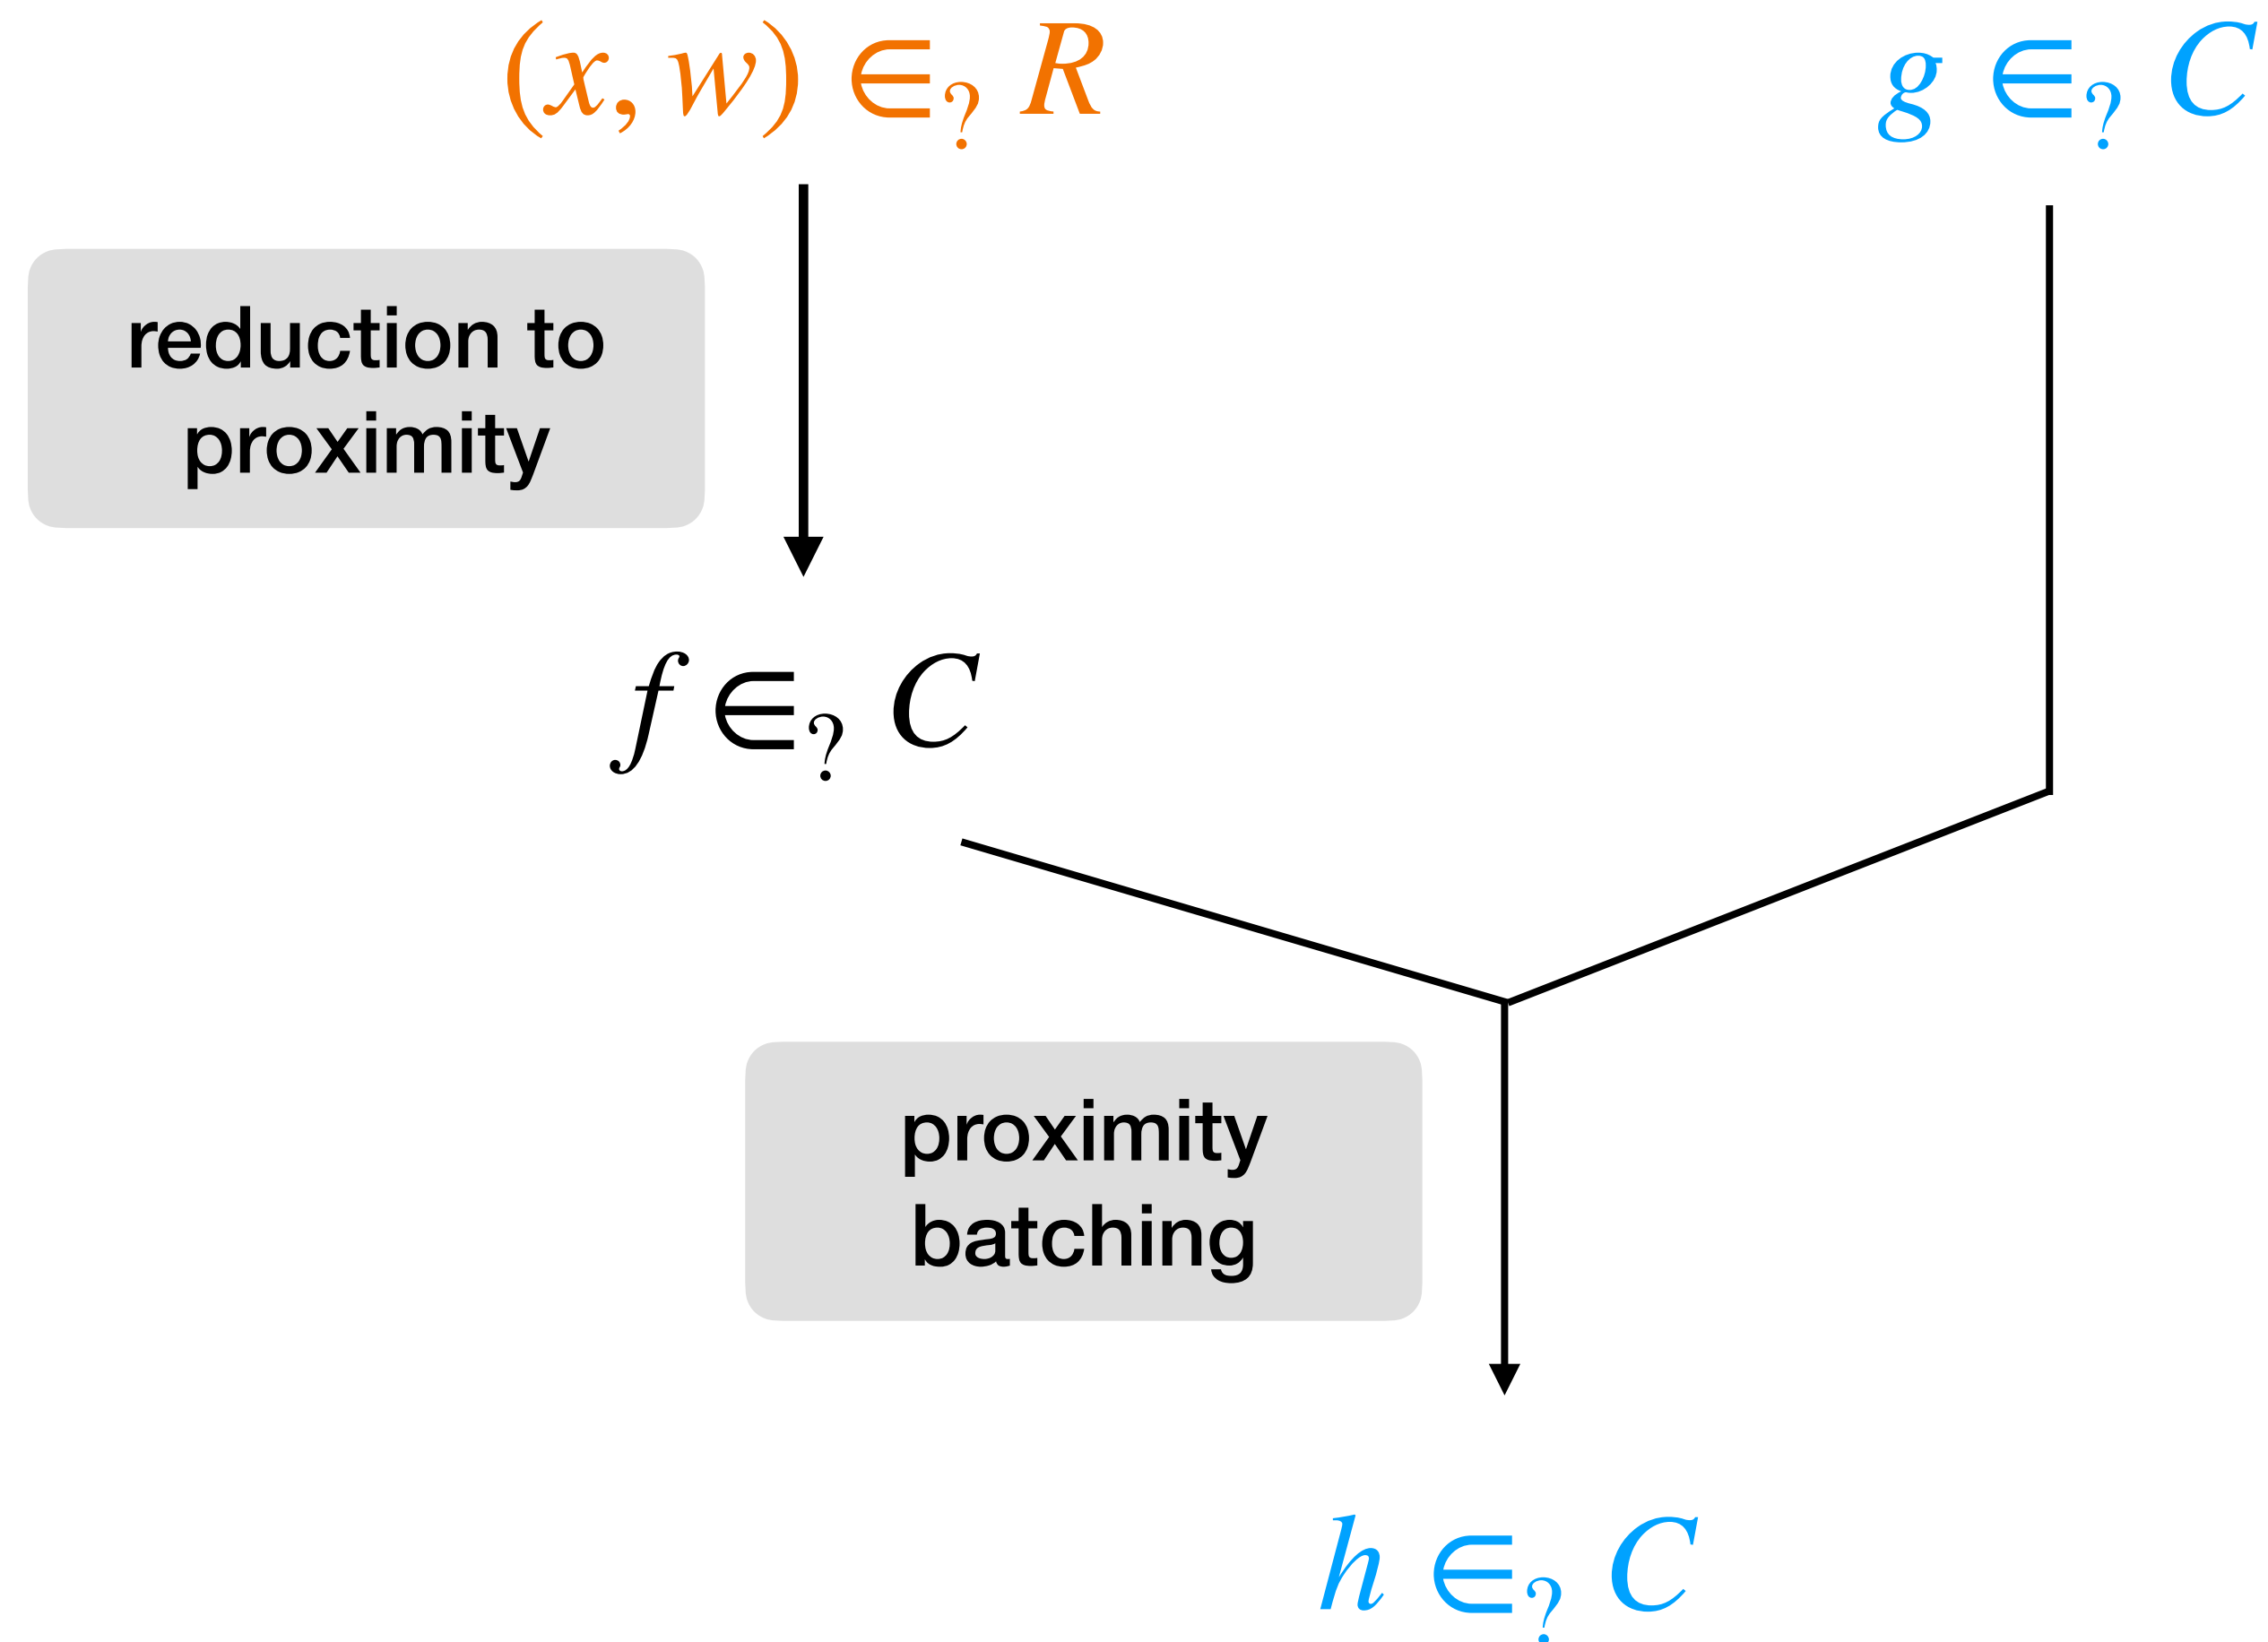 (x, w) ∈? R
g ∈? C
reduction to
proximity
f ∈? C
proximity
batching
h ∈? C